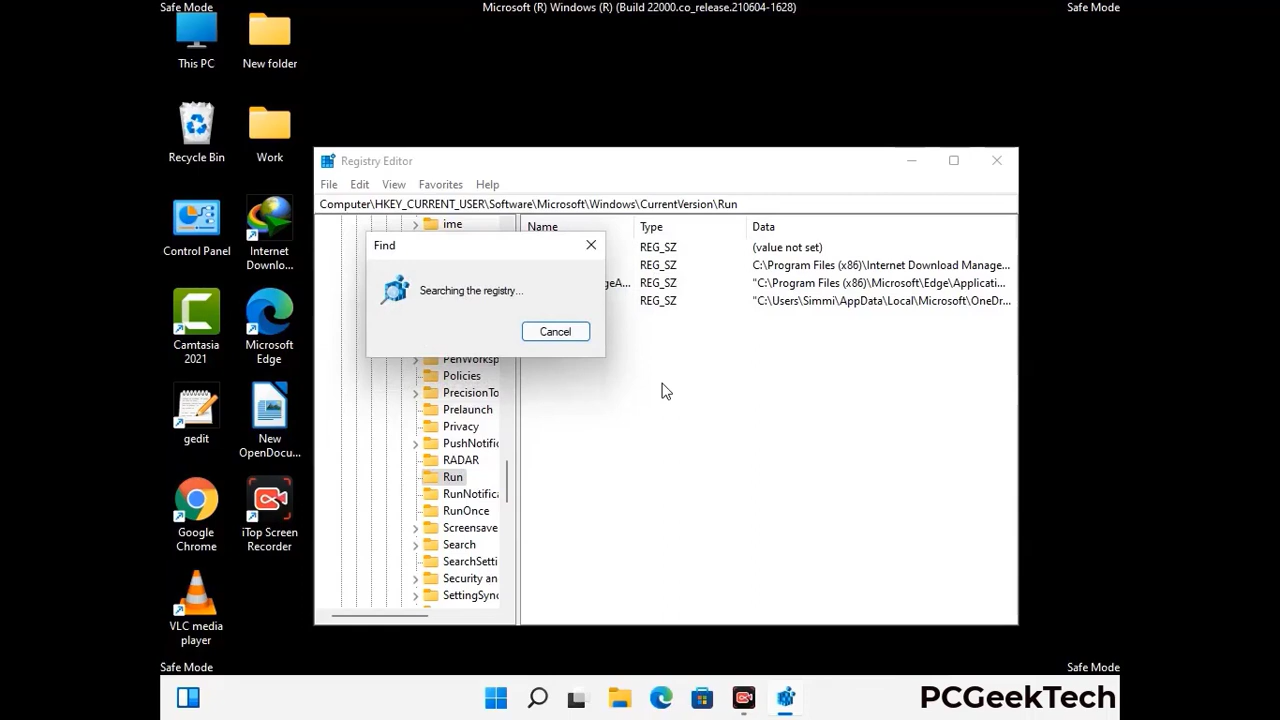 Safe Mode
Microsoft (R) Windows (R) (Build 22000.co_release.210604-1628)
Safe Mode
This PC
New folder
Recycle Bin
Work
Control Panel
Internet
Downlo...
Camtasia
2021
Microsoft
Edge
gedit
New
OpenDocu...
Google
Chrome
iTop Screen
Recorder
VLC media
player
Registry Editor
File Edit View Favorites Help
Computer\HKEY_CURRENT_USER\Software\Microsoft\Windows\CurrentVersion\Run
ime
PenWorksp
Policies
PrecisionTo
Prelaunch
Privacy
PushNotific
RADAR
Run
RunNotifica
RunOnce
Screensave
Search
SearchSetti
Security an
SettingSync
Name Type Data
REG_SZ (value not set)
REG_SZ C:\Program Files (x86)\Internet Download Manage...
geA... REG_SZ "C:\Program Files (x86)\Microsoft\Edge\Applicati...
REG_SZ "C:\Users\Simmi\AppData\Local\Microsoft\OneDr...
Find
Searching the registry...
Cancel
Safe Mode
Safe Mode
PCGeekTech